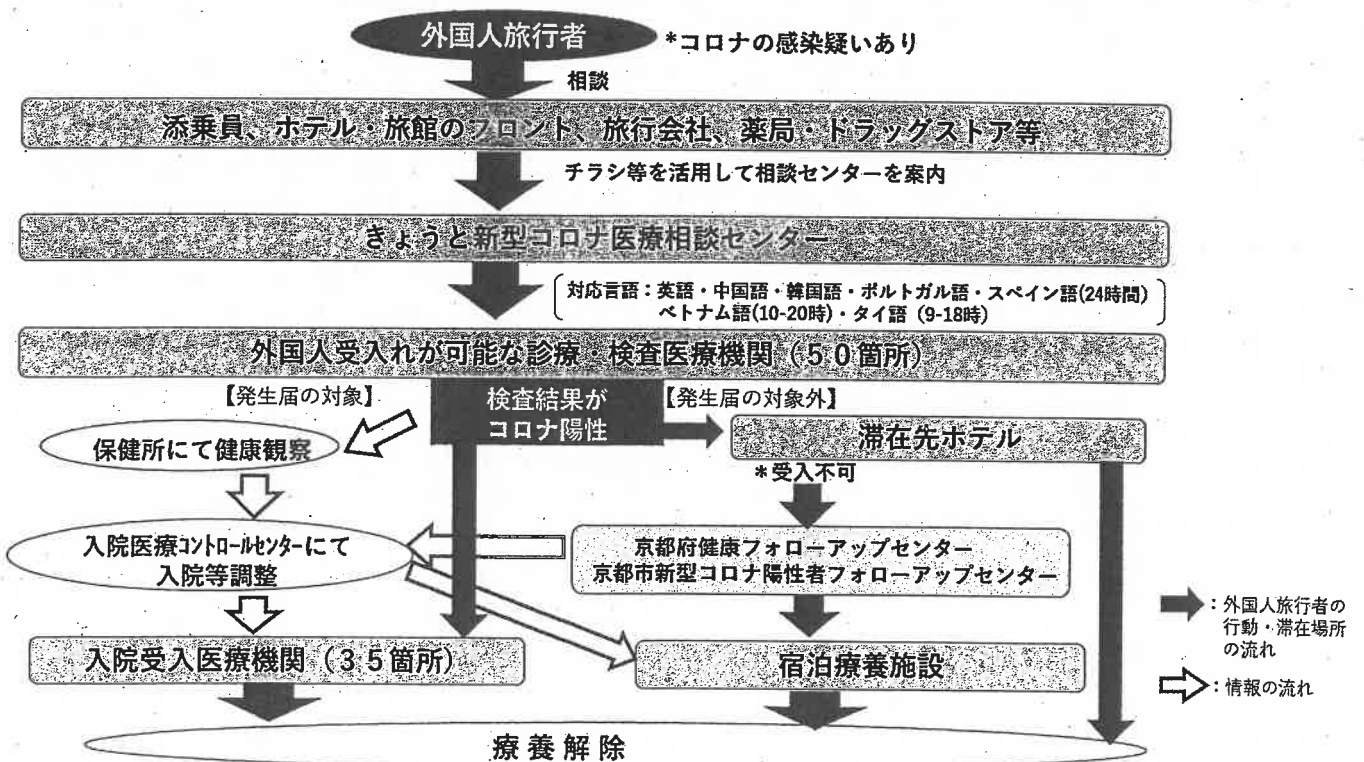 外国人旅行者
*コロナの感染疑いあり
相談
添乗員、ホテル・旅館のフロント、旅行会社、薬局・ドラッグストア等
チラシ等を活用して相談センターを案内
きょうと新型コロナ医療相談センター
対応言語：英語・中国語・韓国語・ポルトガル語・スペイン語(24時間)
ベトナム語(10-20時)・タイ語（9-18時）
外国人受入れが可能な診療・検査医療機関（５０箇所）
【発生届の対象】
検査結果が
コロナ陽性
【発生届の対象外】
保健所にて健康観察
滞在先ホテル
*受入不可
入院医療コントロールセンターにて
入院等調整
京都府健康フォローアップセンター
京都市新型コロナ陽性者フォローアップセンター
入院受入医療機関（３５箇所）
宿泊療養施設
：外国人旅行者の
行動・滞在場所
の流れ
：情報の流れ
療養解除